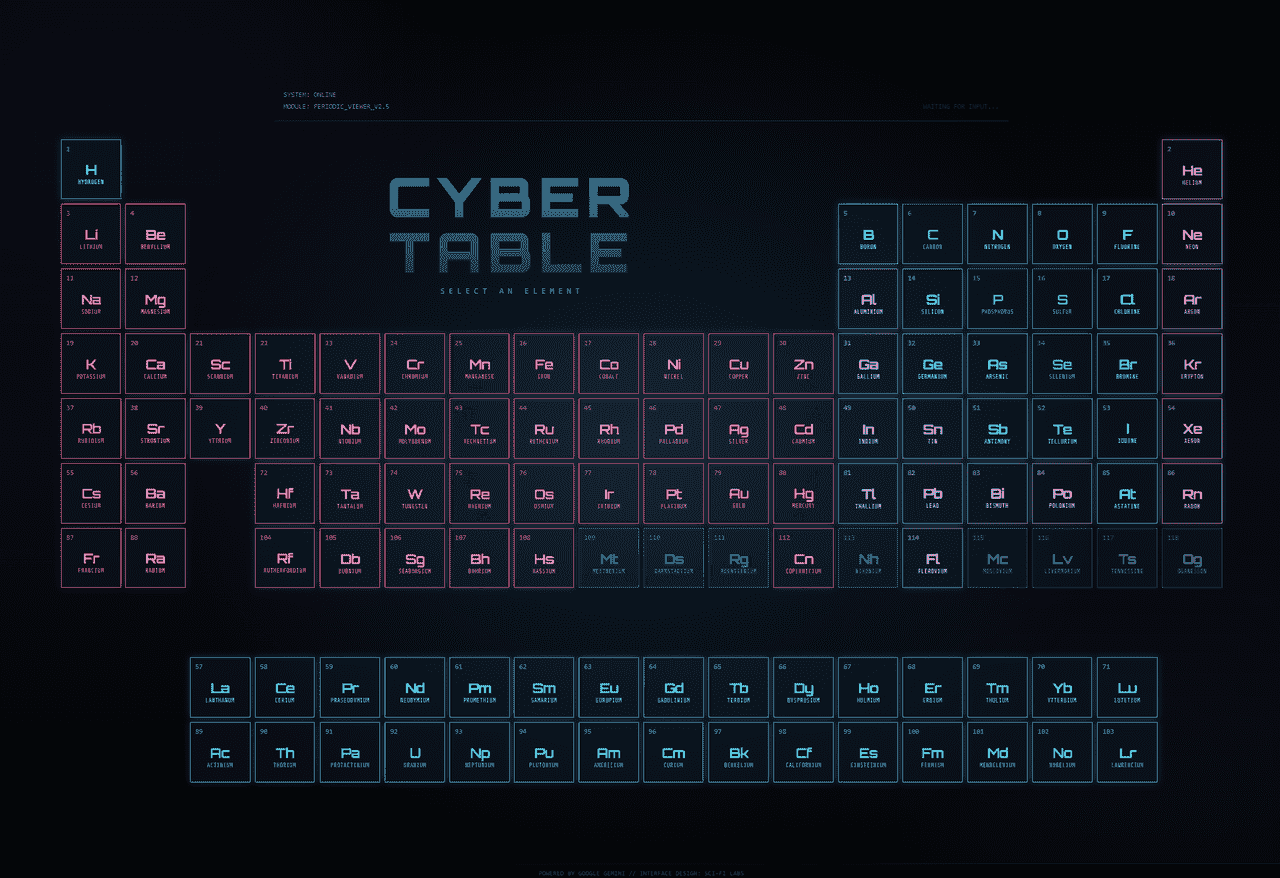 SYSTEM: ONLINE
MODULE: PERIODIC_VIEWER_V2.5
WAITING FOR INPUT...
CYBER
TABLE
SELECT AN ELEMENT
1 H HYDROGEN
2 He HELIUM
3 Li LITHIUM
4 Be BERYLLIUM
5 B BORON
6 C CARBON
7 N NITROGEN
8 O OXYGEN
9 F FLUORINE
10 Ne NEON
11 Na SODIUM
12 Mg MAGNESIUM
13 Al ALUMINIUM
14 Si SILICON
15 P PHOSPHORUS
16 S SULFUR
17 Cl CHLORINE
18 Ar ARGON
19 K POTASSIUM
20 Ca CALCIUM
21 Sc SCANDIUM
22 Ti TITANIUM
23 V VANADIUM
24 Cr CHROMIUM
25 Mn MANGANESE
26 Fe IRON
27 Co COBALT
28 Ni NICKEL
29 Cu COPPER
30 Zn ZINC
31 Ga GALLIUM
32 Ge GERMANIUM
33 As ARSENIC
34 Se SELENIUM
35 Br BROMINE
36 Kr KRYPTON
37 Rb RUBIDIUM
38 Sr STRONTIUM
39 Y YTTRIUM
40 Zr ZIRCONIUM
41 Nb NIOBIUM
42 Mo MOLYBDENUM
43 Tc TECHNETIUM
44 Ru RUTHENIUM
45 Rh RHODIUM
46 Pd PALLADIUM
47 Ag SILVER
48 Cd CADMIUM
49 In INDIUM
50 Sn TIN
51 Sb ANTIMONY
52 Te TELLURIUM
53 I IODINE
54 Xe XENON
55 Cs CESIUM
56 Ba BARIUM
72 Hf HAFNIUM
73 Ta TANTALUM
74 W TUNGSTEN
75 Re RHENIUM
76 Os OSMIUM
77 Ir IRIDIUM
78 Pt PLATINUM
79 Au GOLD
80 Hg MERCURY
81 Tl THALLIUM
82 Pb LEAD
83 Bi BISMUTH
84 Po POLONIUM
85 At ASTATINE
86 Rn RADON
87 Fr FRANCIUM
88 Ra RADIUM
104 Rf RUTHERFORDIUM
105 Db DUBNIUM
106 Sg SEABORGIUM
107 Bh BOHRIUM
108 Hs HASSIUM
109 Mt MEITNERIUM
110 Ds DARMSTADTIUM
111 Rg ROENTGENIUM
112 Cn COPERNICIUM
113 Nh NIHONIUM
114 Fl FLEROVIUM
115 Mc MOSCOVIUM
116 Lv LIVERMORIUM
117 Ts TENNESSINE
118 Og OGANESSON
57 La LANTHANUM
58 Ce CERIUM
59 Pr PRASEODYMIUM
60 Nd NEODYMIUM
61 Pm PROMETHIUM
62 Sm SAMARIUM
63 Eu EUROPIUM
64 Gd GADOLINIUM
65 Tb TERBIUM
66 Dy DYSPROSIUM
67 Ho HOLMIUM
68 Er ERBIUM
69 Tm THULIUM
70 Yb YTTERBIUM
71 Lu LUTETIUM
89 Ac ACTINIUM
90 Th THORIUM
91 Pa PROTACTINIUM
92 U URANIUM
93 Np NEPTUNIUM
94 Pu PLUTONIUM
95 Am AMERICIUM
96 Cm CURIUM
97 Bk BERKELIUM
98 Cf CALIFORNIUM
99 Es EINSTEINIUM
100 Fm FERMIUM
101 Md MENDELEVIUM
102 No NOBELIUM
103 Lr LAWRENCIUM
POWERED BY GOOGLE GEMINI // INTERFACE DESIGN: SCI-FI LABS